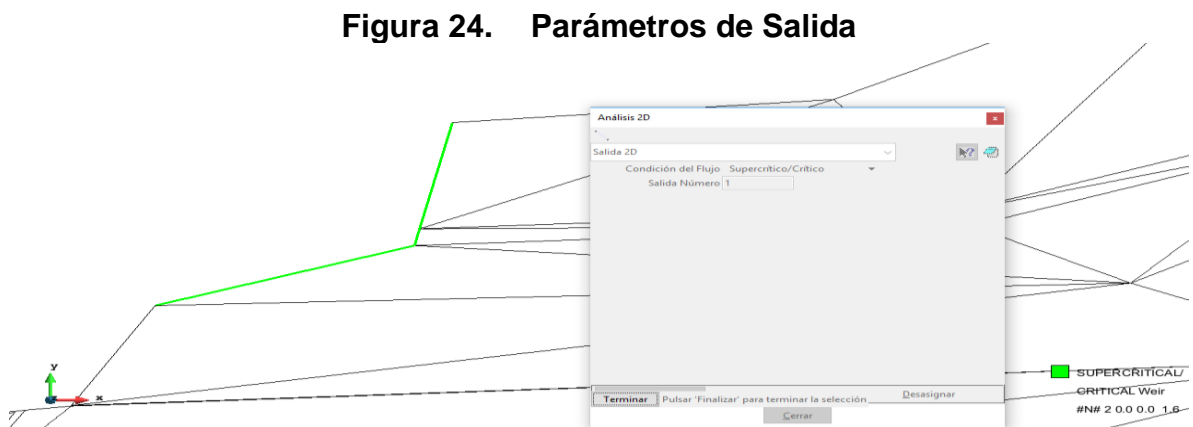 Figura 24. Parámetros de Salida
Análisis 2D
Salida 2D
Condición del Flujo Supercrítico/Crítico
Salida Número 1
y
x
SUPERCRITICAL/
CRITICAL Weir
#N# 2 0.0 0.0 1.6
Terminar Pulsar 'Finalizar' para terminar la selección Desasignar
Cerrar